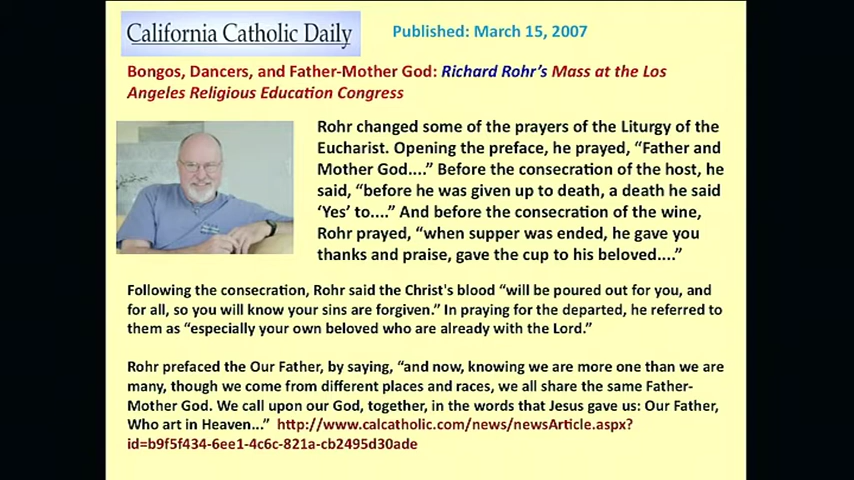 California Catholic Daily
Published: March 15, 2007
Bongos, Dancers, and Father-Mother God: Richard Rohr’s Mass at the Los
Angeles Religious Education Congress
Rohr changed some of the prayers of the Liturgy of the
Eucharist. Opening the preface, he prayed, “Father and
Mother God....” Before the consecration of the host, he
said, “before he was given up to death, a death he said
‘Yes’ to....” And before the consecration of the wine,
Rohr prayed, “when supper was ended, he gave you
thanks and praise, gave the cup to his beloved....”
Following the consecration, Rohr said the Christ's blood “will be poured out for you, and
for all, so you will know your sins are forgiven.” In praying for the departed, he referred to
them as “especially your own beloved who are already with the Lord.”
Rohr prefaced the Our Father, by saying, “and now, knowing we are more one than we are
many, though we come from different places and races, we all share the same Father-
Mother God. We call upon our God, together, in the words that Jesus gave us: Our Father,
Who art in Heaven...” http://www.calcatholic.com/news/newsArticle.aspx?
id=b9f5f434-6ee1-4c6c-821a-cb2495d30ade